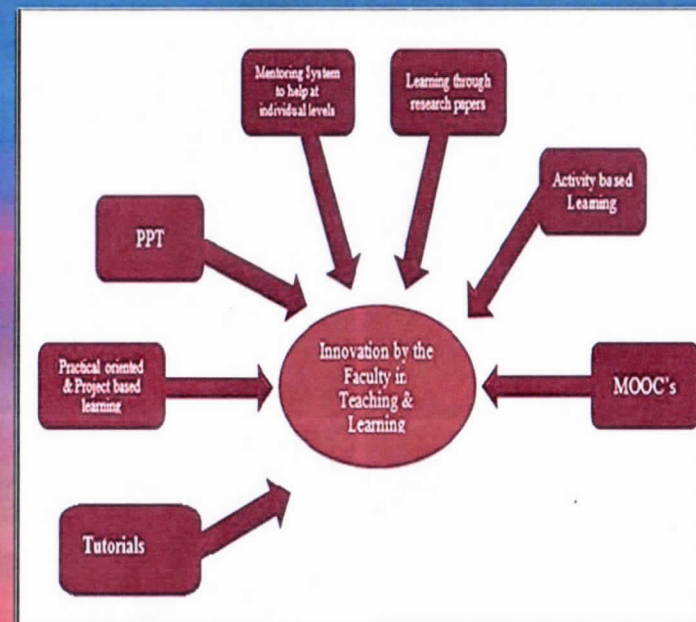 Mentoring System
to help at
individual levels
Learning through
research papers
Activity based
Learning
PPT
Innovation by the
Faculty in
Teaching &
Learning
Practical oriented
& Project based
learning
MOOC's
Tutorials